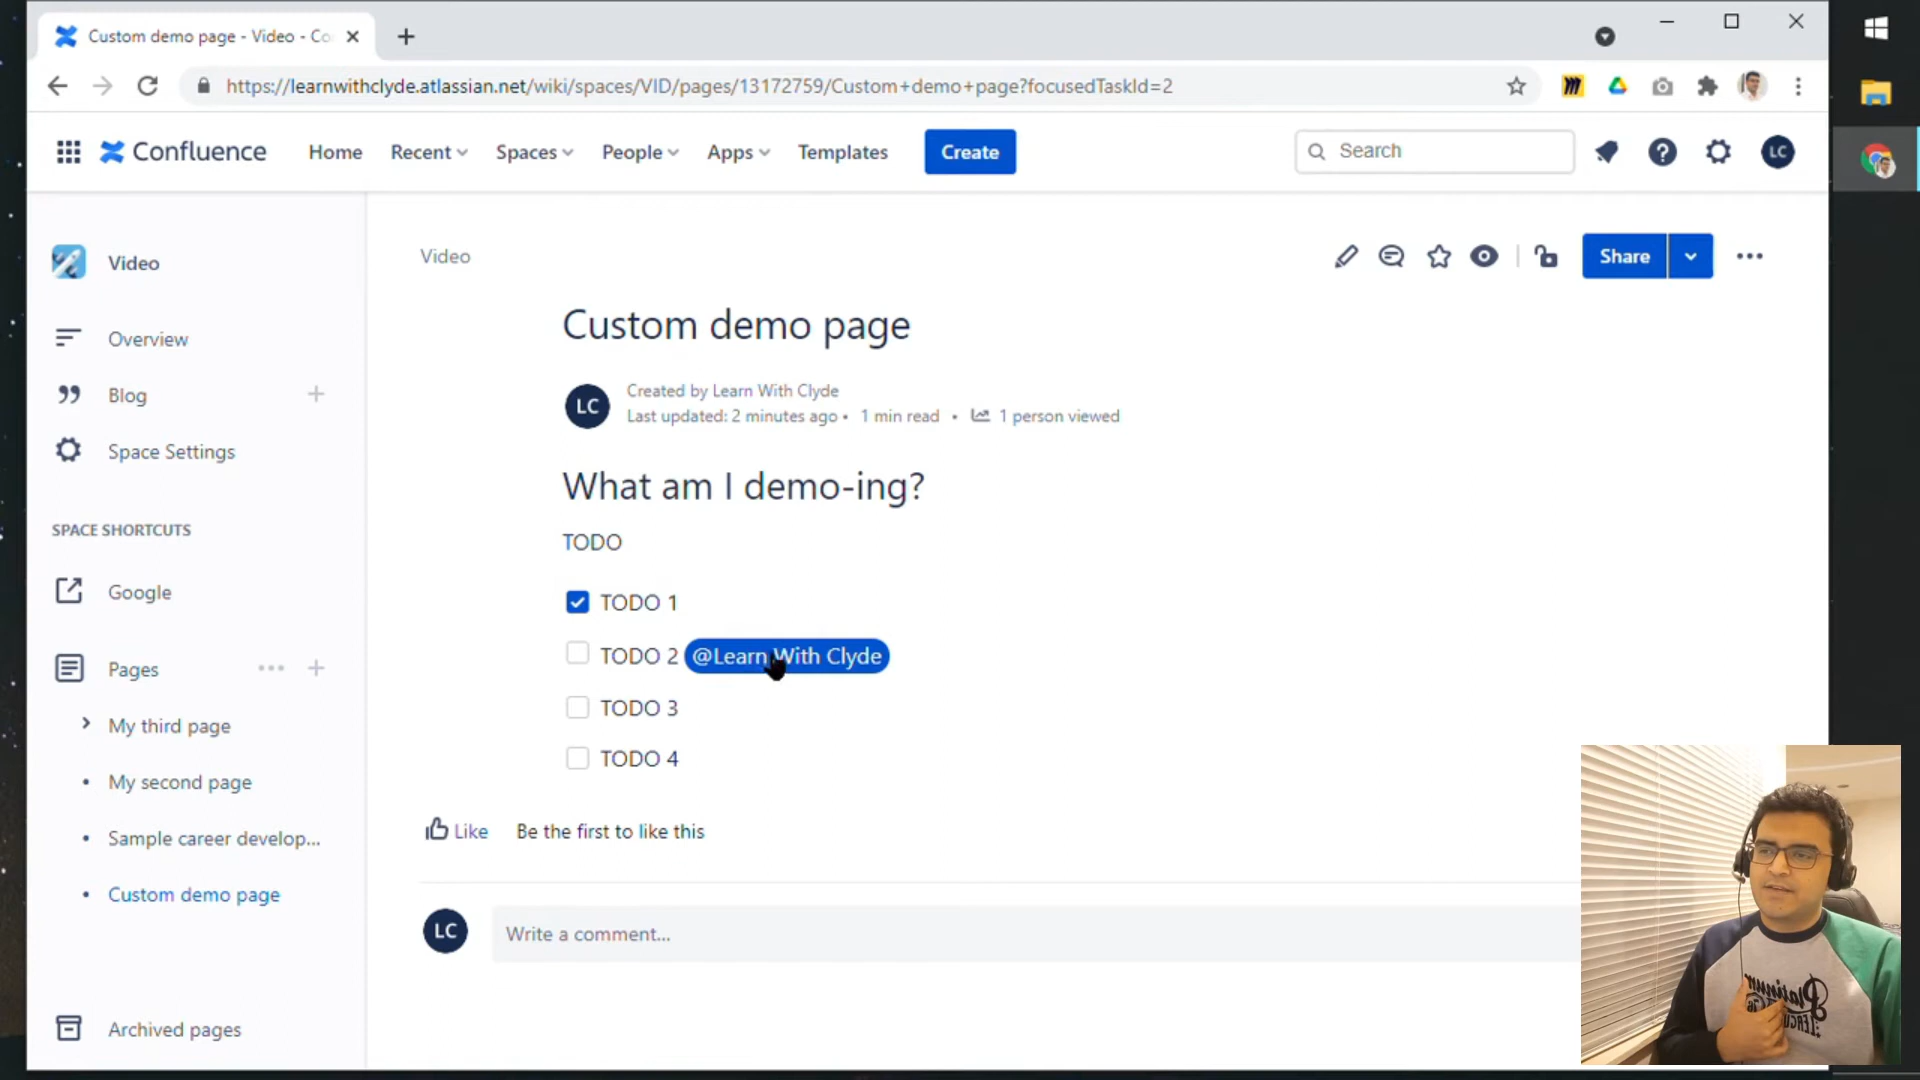 Custom demo page - Video - Co
https://learnwithclyde.atlassian.net/wiki/spaces/VID/pages/13172759/Custom+demo+page?focusedTaskId=2
Confluence
Home
Recent
Spaces
People
Apps
Templates
Create
Search
LC
Video
Overview
Blog
Space Settings
SPACE SHORTCUTS
Google
Pages
My third page
My second page
Sample career develop...
Custom demo page
Archived pages
Video
Share
Custom demo page
LC
Created by Learn With Clyde
Last updated: 2 minutes ago • 1 min read • 1 person viewed
What am I demo-ing?
TODO
TODO 1
TODO 2 @Learn With Clyde
TODO 3
TODO 4
Like
Be the first to like this
LC
Write a comment...
Platinum
LEAGU